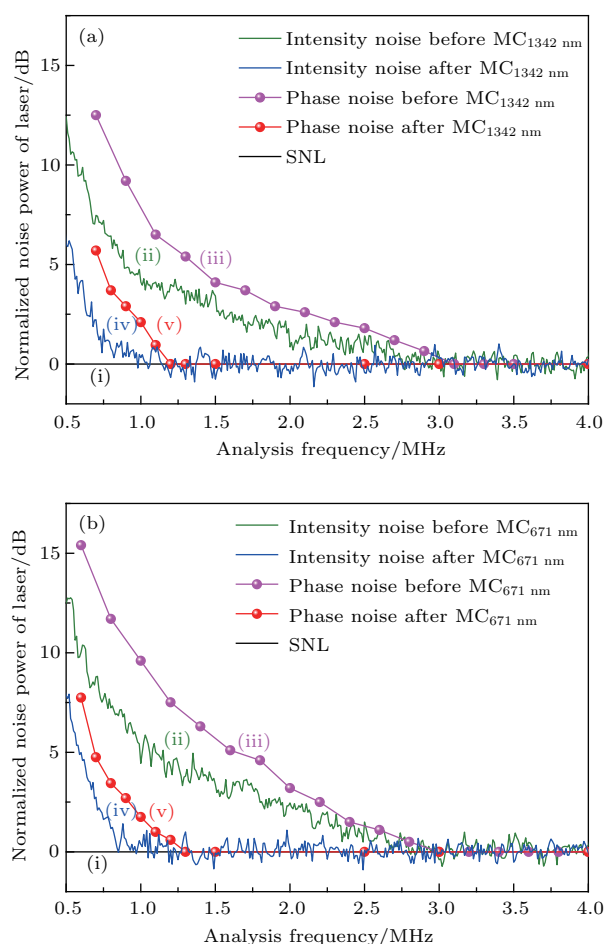 (a)
Intensity noise before MC1342 nm
Intensity noise after MC1342 nm
Phase noise before MC1342 nm
Phase noise after MC1342 nm
SNL
Normalized noise power of laser/dB
15
10
5
0
(ii)
(iii)
(iv)
(v)
(i)
0.5 1.0 1.5 2.0 2.5 3.0 3.5 4.0
Analysis frequency/MHz
(b)
Intensity noise before MC671 nm
Intensity noise after MC671 nm
Phase noise before MC671 nm
Phase noise after MC671 nm
SNL
Normalized noise power of laser/dB
15
10
5
0
(ii)
(iii)
(iv)
(v)
(i)
0.5 1.0 1.5 2.0 2.5 3.0 3.5 4.0
Analysis frequency/MHz